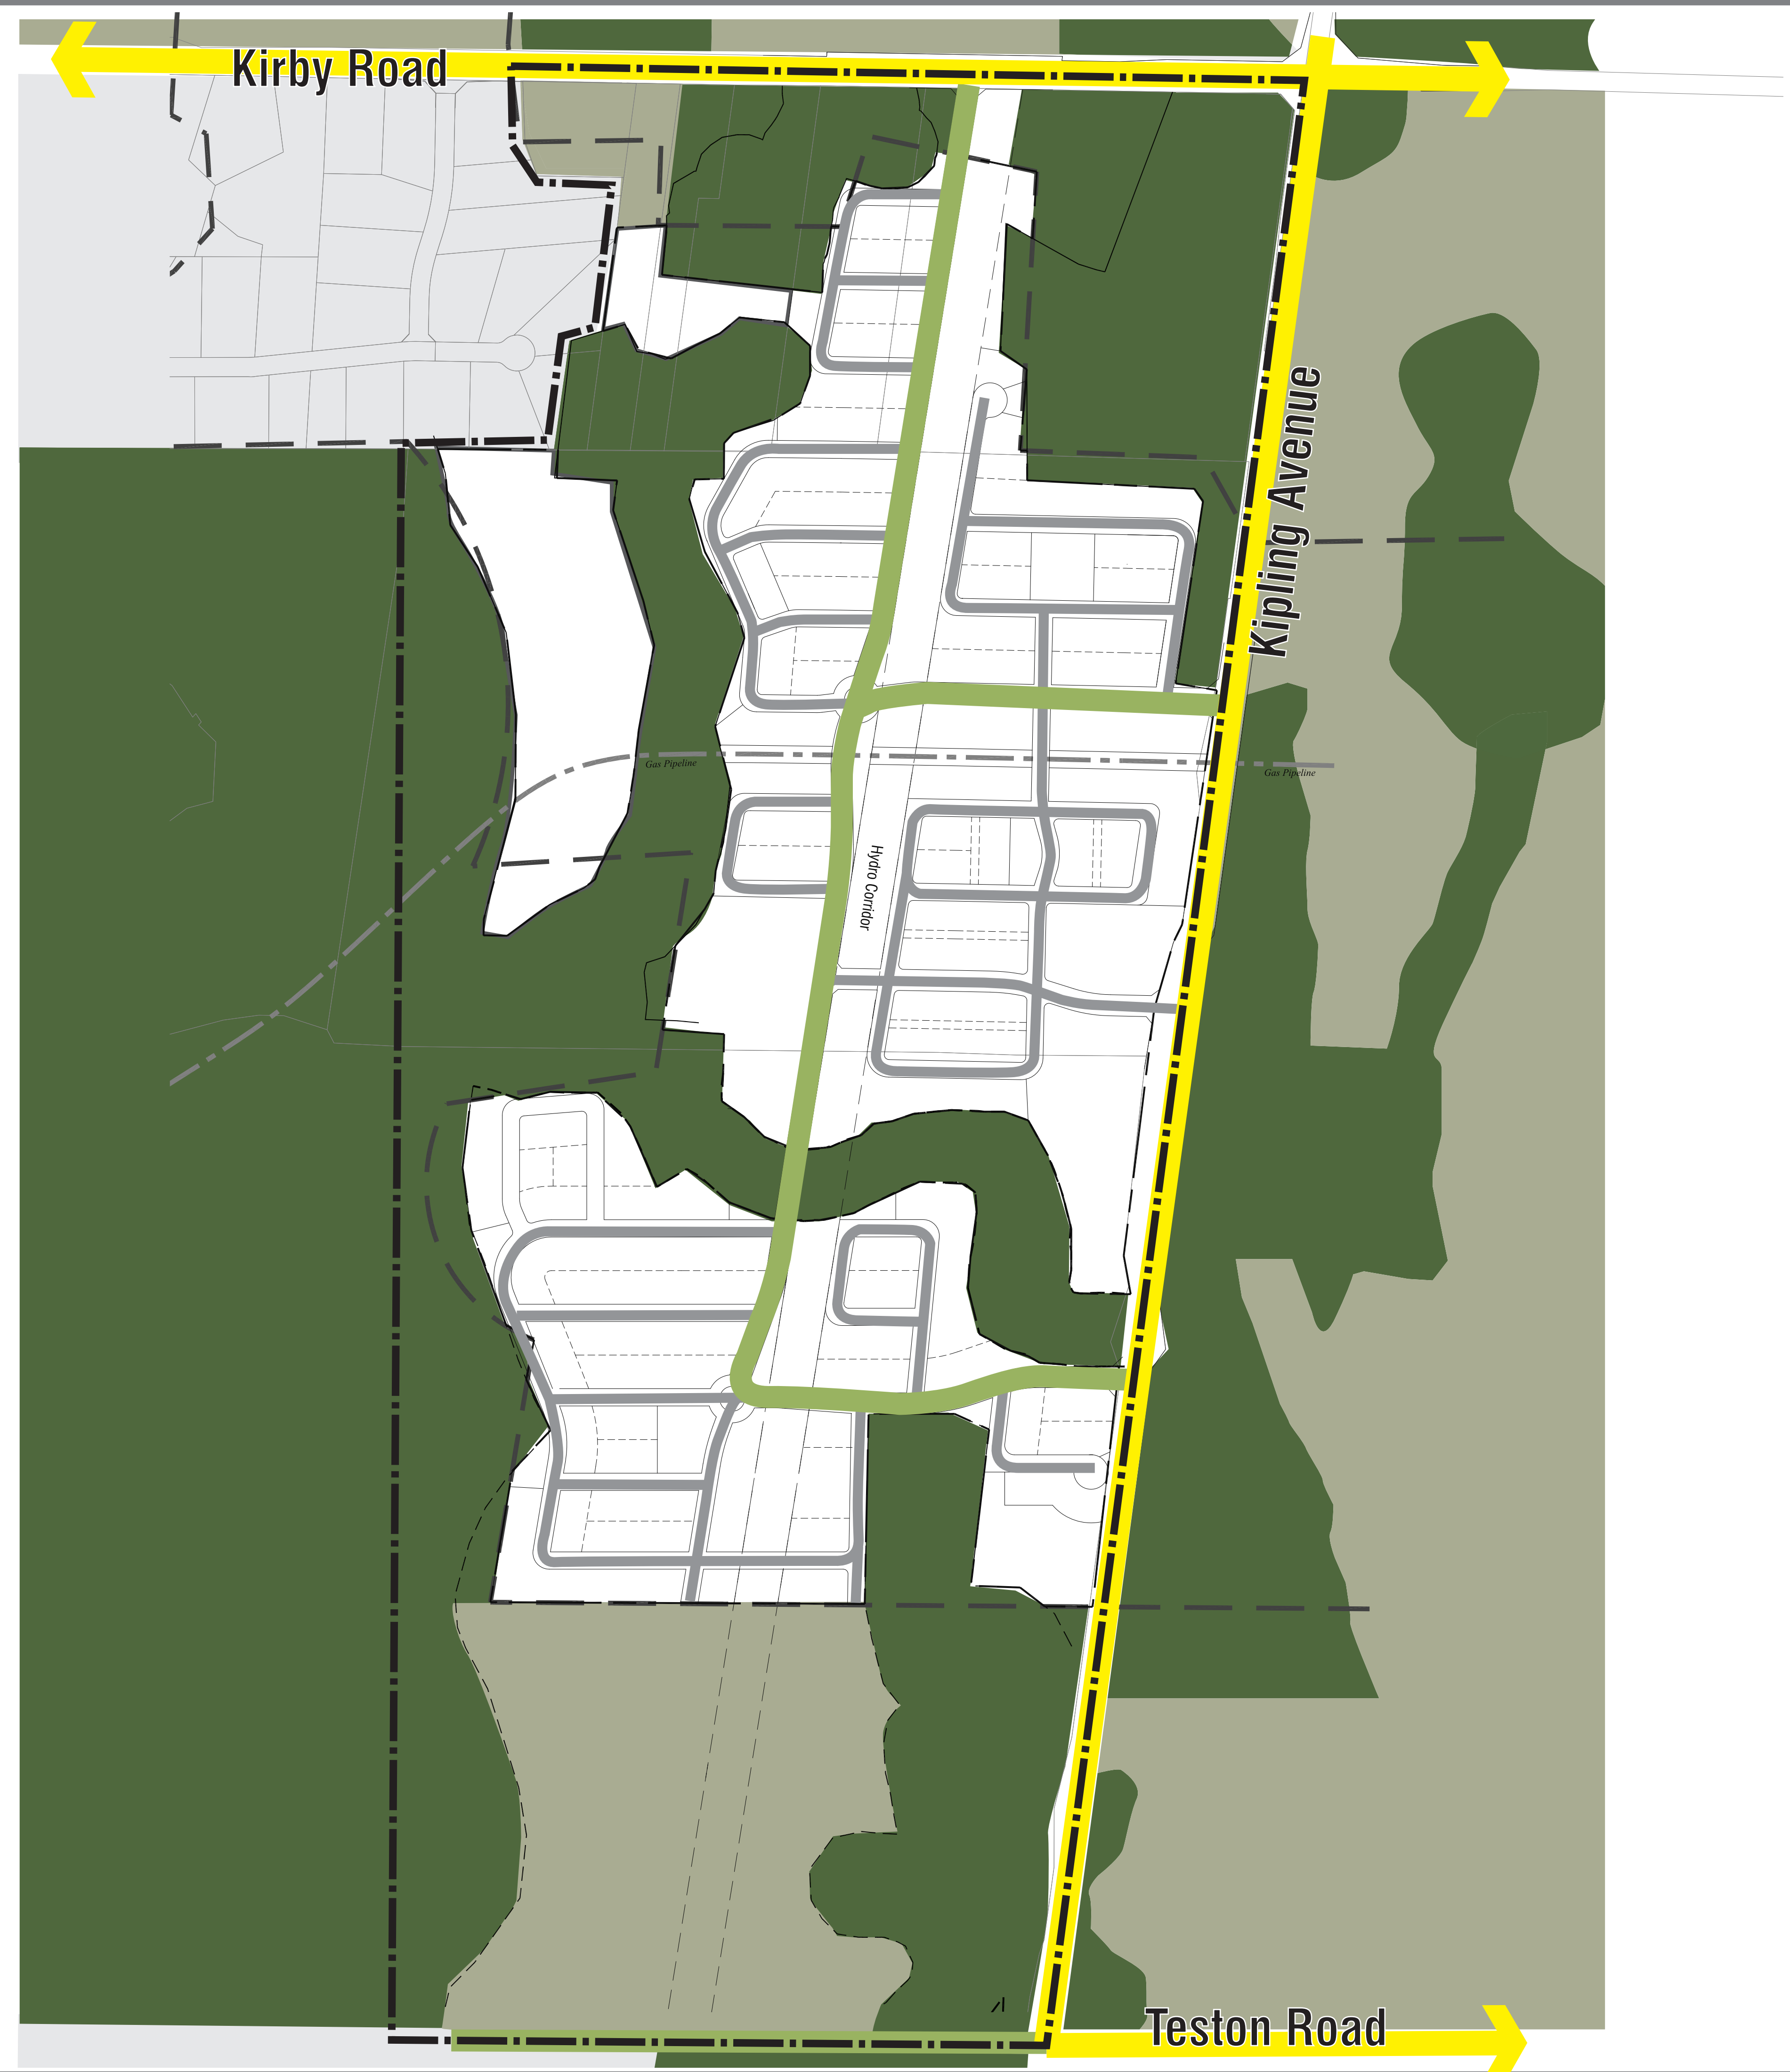 Kirby Road
Kipling Avenue
Gas Pipeline
Gas Pipeline
Hydro Corridor
Teston Road